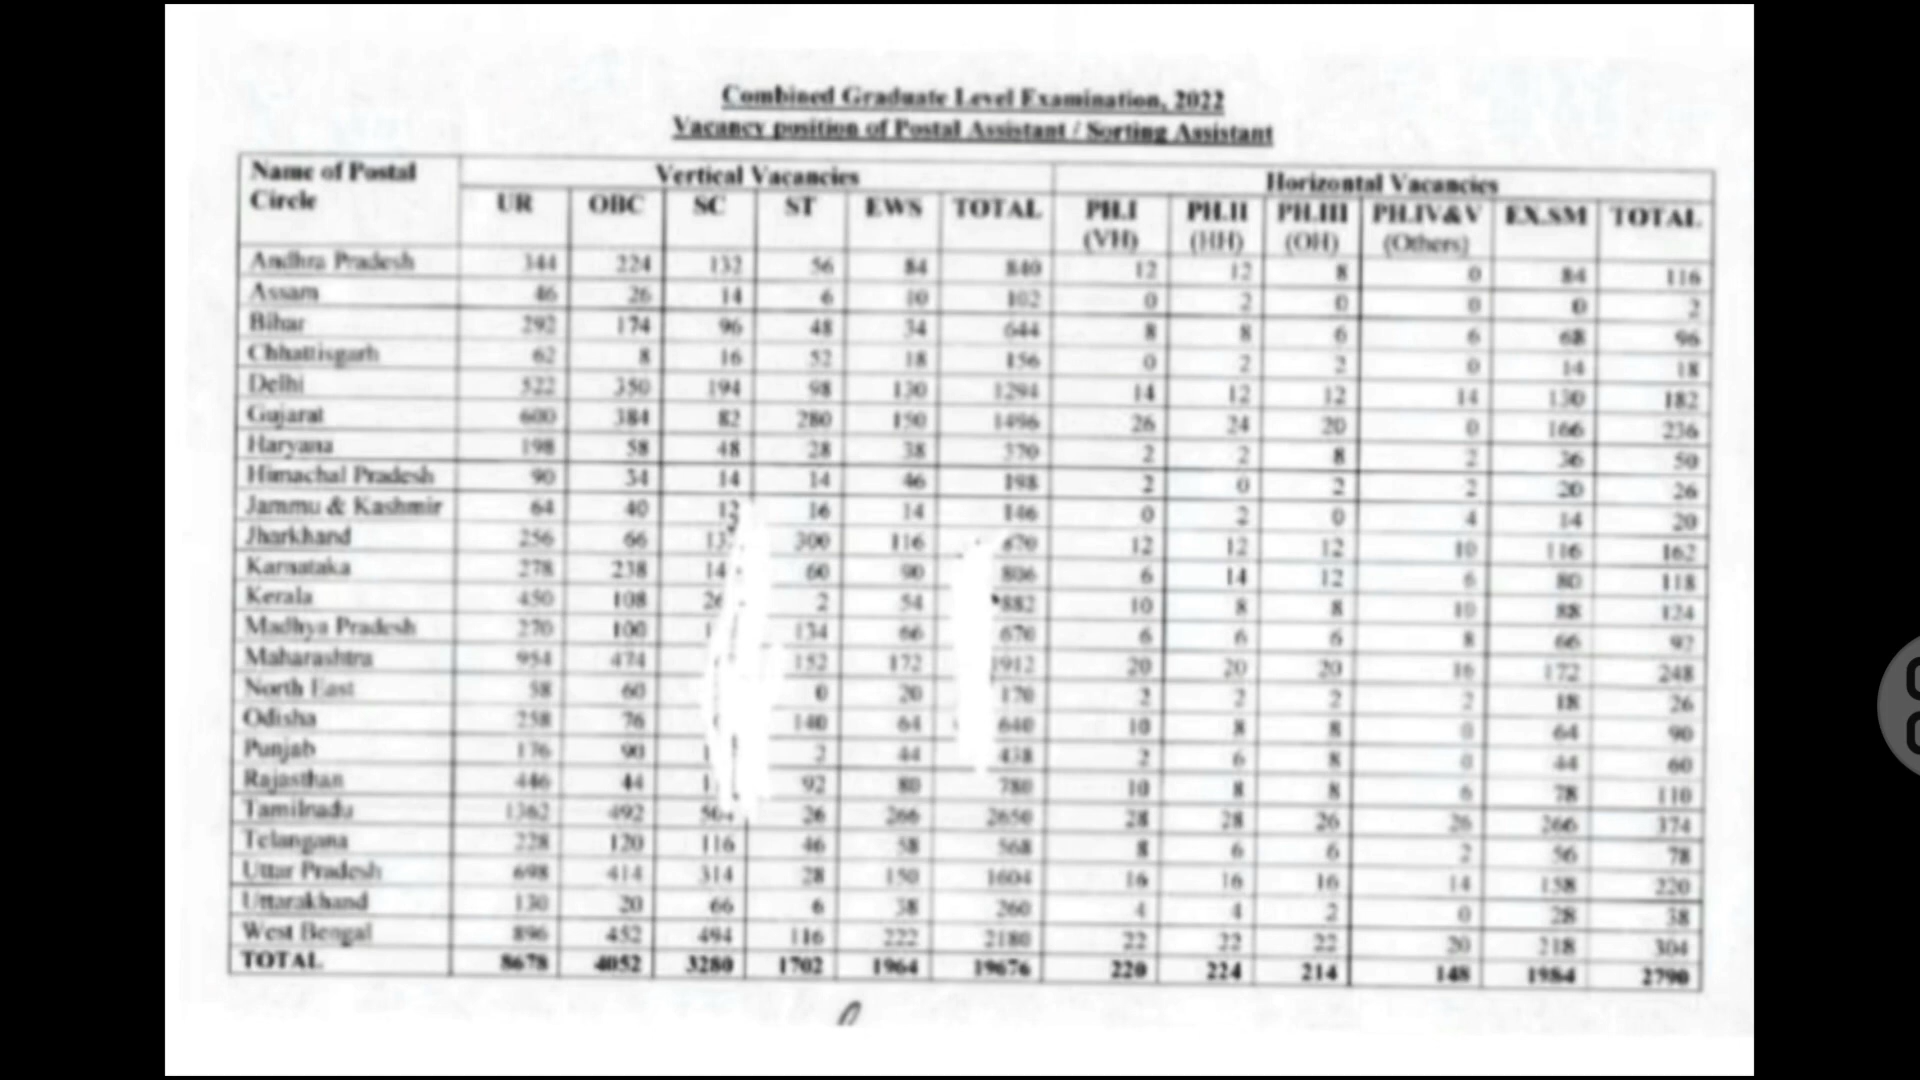 Combined Graduate Level Examination, 2022
Vacancy position of Postal Assistant / Sorting Assistant
Name of Postal Circle Vertical Vacancies Horizontal Vacancies
UR OBC SC ST EWS TOTAL PH.I (VH) PH.II (HH) PH.III (OH) PH.IV&V (Others) EX.SM TOTAL
Andhra Pradesh 344 224 132 56 84 840 12 12 8 0 84 116
Assam 46 26 14 6 10 102 0 2 0 0 0 2
Bihar 292 174 96 48 34 644 8 8 6 6 68 96
Chhattisgarh 62 8 16 52 18 156 0 2 2 0 14 18
Delhi 522 350 194 98 130 1294 14 12 12 14 130 182
Gujarat 600 384 82 280 150 1496 26 24 20 0 166 236
Haryana 198 58 48 28 38 370 2 2 8 2 36 50
Himachal Pradesh 90 34 14 14 46 198 2 0 2 2 20 26
Jammu & Kashmir 64 40 12 16 14 146 0 2 0 4 14 20
Jharkhand 256 66 300 116 12 12 12 10 116 162
Karnataka 278 238 60 90 806 6 14 12 6 80 118
Kerala 450 108 2 54 882 10 8 8 10 88 124
Madhya Pradesh 270 100 134 66 670 6 6 6 8 66 92
Maharashtra 954 474 152 172 1912 20 20 20 16 172 248
North East 58 60 0 20 170 2 2 2 2 18 26
Odisha 258 76 140 64 640 10 8 8 0 64 90
Punjab 176 90 2 44 438 2 6 8 0 44 60
Rajasthan 446 44 92 80 780 10 8 8 6 78 110
Tamilnadu 1362 492 504 26 266 2650 28 28 26 26 266 374
Telangana 228 120 116 46 58 568 8 6 6 2 56 78
Uttar Pradesh 698 414 314 28 150 1604 16 16 16 14 158 220
Uttarakhand 130 20 66 6 38 260 4 4 2 0 28 38
West Bengal 896 452 494 116 222 2180 22 22 22 20 218 304
TOTAL 8678 4052 3280 1702 1964 19676 220 224 214 148 1984 2790